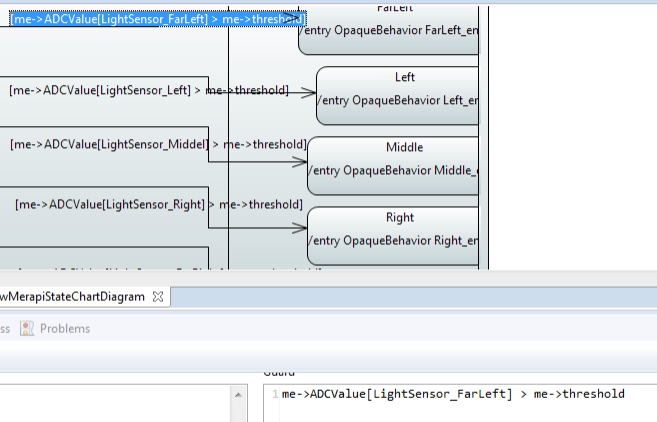 FarLeft
[me->ADCValue[LightSensor_FarLeft] > me->threshold]
/entry OpaqueBehavior FarLeft_en
Left
[me->ADCValue[LightSensor_Left] > me->threshold]
/entry OpaqueBehavior Left_en
[me->ADCValue[LightSensor_Middel] > me->threshold]
Middle
/entry OpaqueBehavior Middle_
[me->ADCValue[LightSensor_Right] > me->threshold]
Right
/entry OpaqueBehavior Right_en
wMerapiStateChartDiagram
ss Problems
Guard
1 me->ADCValue[LightSensor_FarLeft] > me->threshold